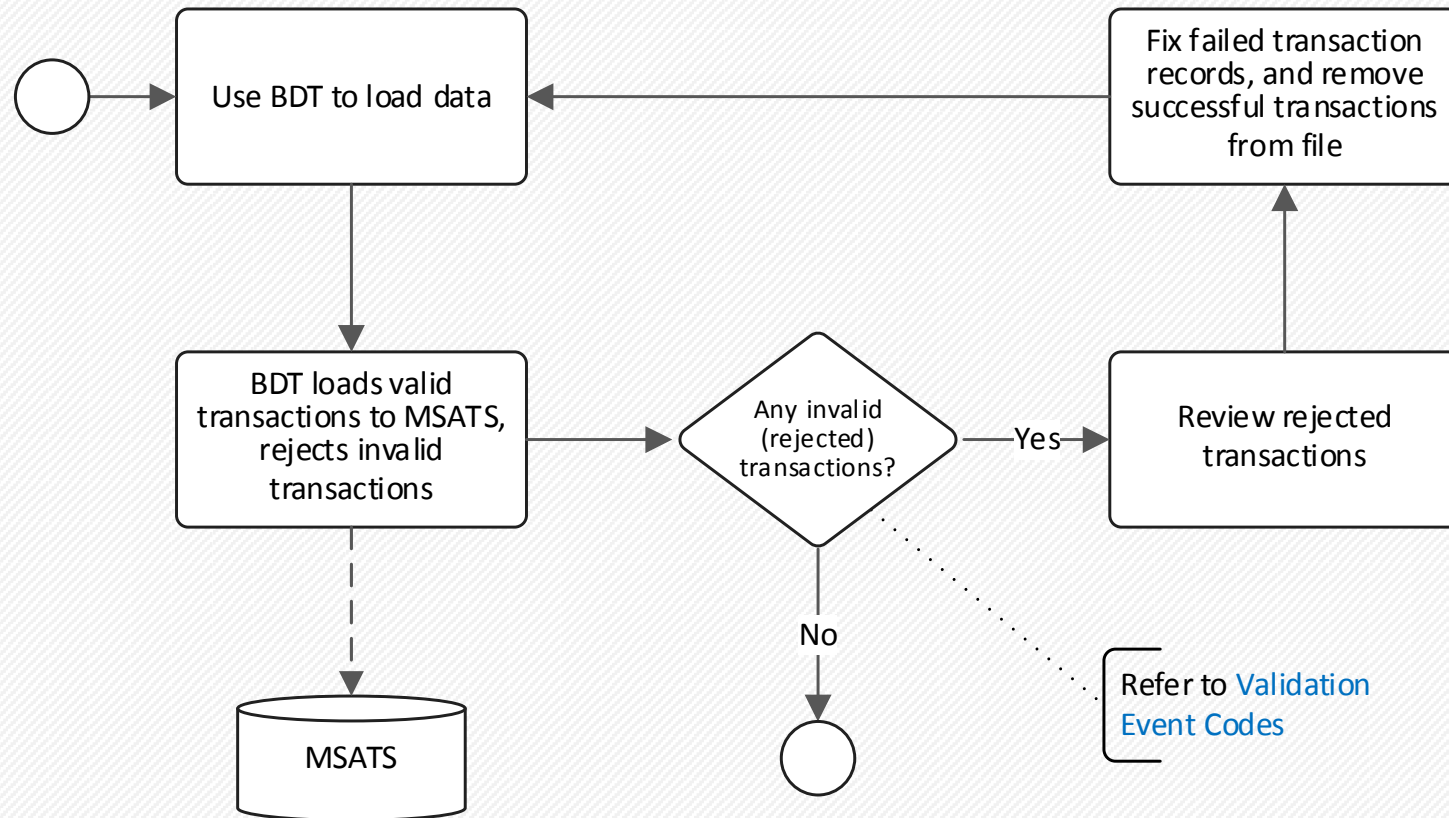 Use BDT to load data
Fix failed transaction
records, and remove
successful transactions
from file
BDT loads valid
transactions to MSATS,
rejects invalid
transactions
Any invalid
(rejected)
transactions?
Yes
Review rejected
transactions
No
Refer to Validation
Event Codes
MSATS